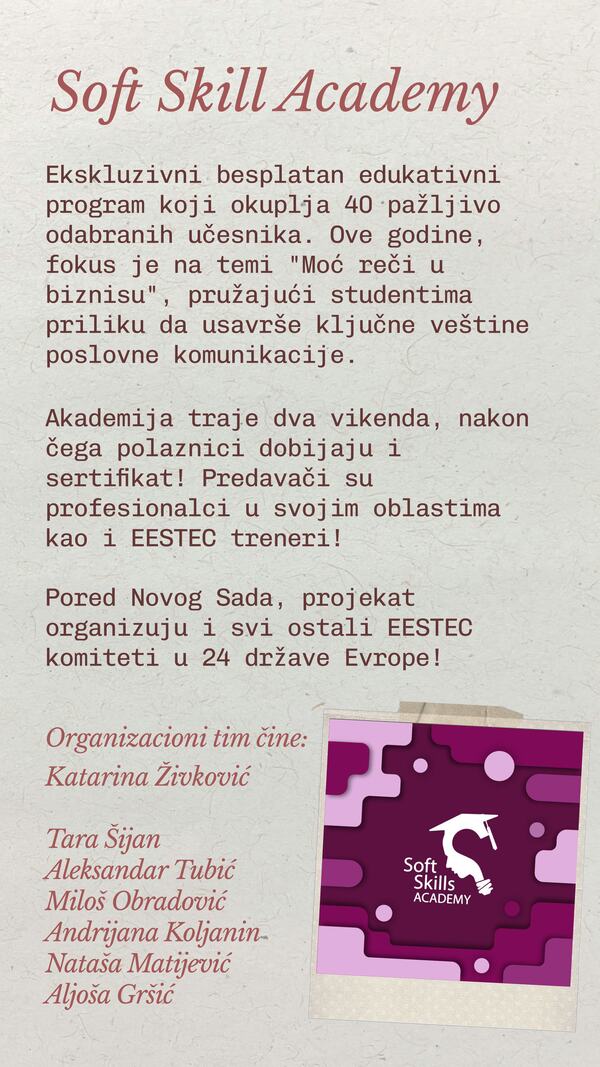 Soft Skill Academy
Ekskluzivni besplatan edukativni
program koji okuplja 40 pažljivo
odabranih učesnika. Ove godine,
fokus je na temi "Moć reči u
biznisu", pružajući studentima
priliku da usavrše ključne veštine
poslovne komunikacije.
Akademija traje dva vikenda, nakon
čega polaznici dobijaju i
sertifikat! Predavači su
profesionalci u svojim oblastima
kao i EESTEC treneri!
Pored Novog Sada, projekat
organizuju i svi ostali EESTEC
komiteti u 24 države Evrope!
Organizacioni tim čine:
Katarina Živković
Tara Šijan
Aleksandar Tubić
Miloš Obradović
Andrijana Koljanin
Nataša Matijević
Aljoša Gršić
Soft
Skills
ACADEMY